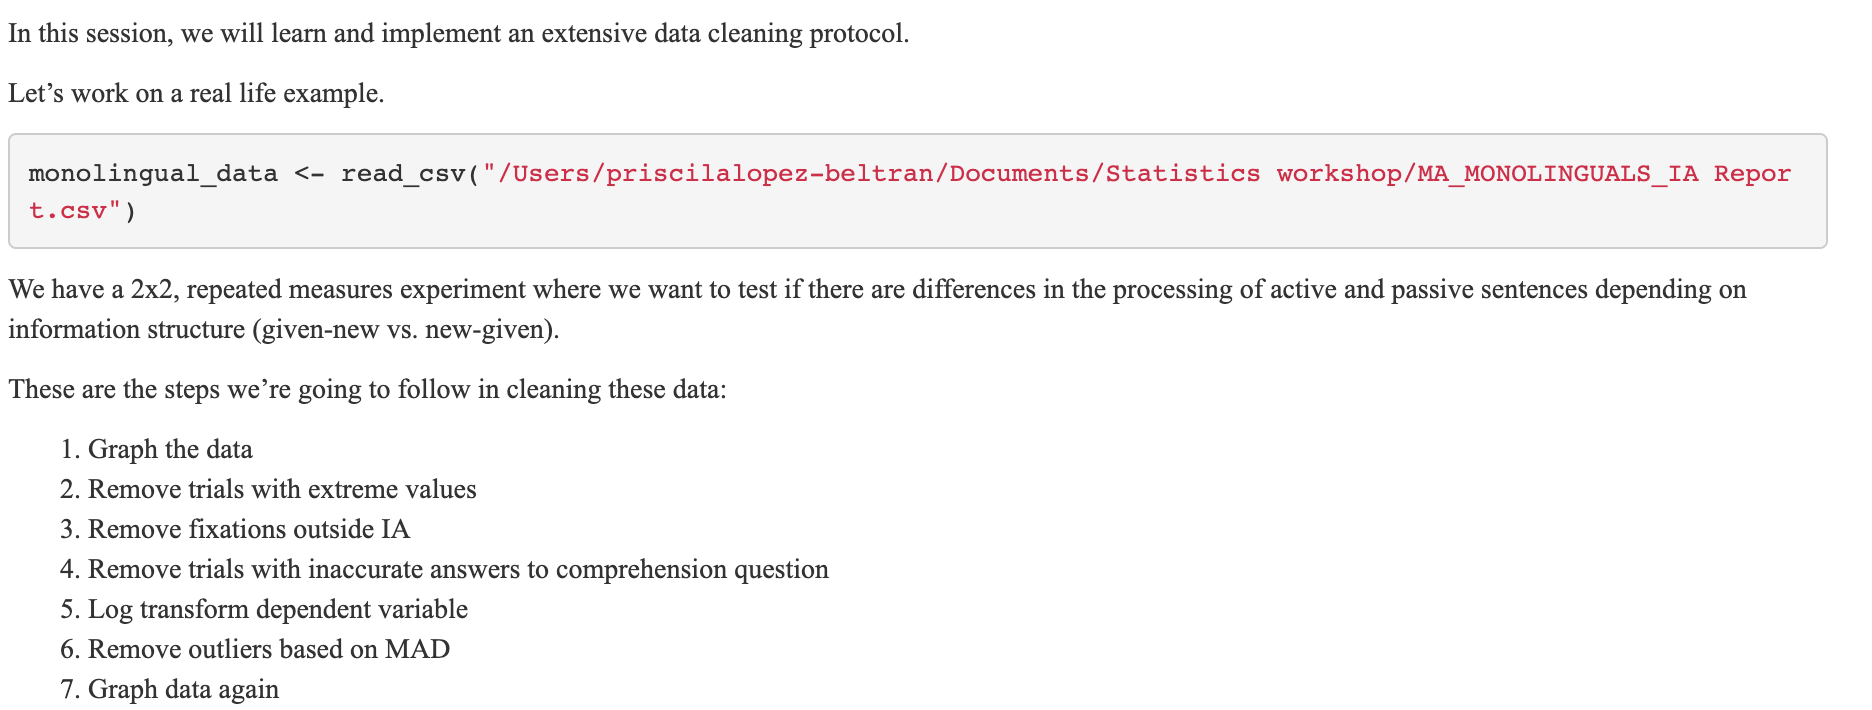 In this session, we will learn and implement an extensive data cleaning protocol.
Let’s work on a real life example.
monolingual_data <- read_csv("/Users/priscilalopez-beltran/Documents/Statistics workshop/MA_MONOLINGUALS_IA Repor
t.csv")
We have a 2x2, repeated measures experiment where we want to test if there are differences in the processing of active and passive sentences depending on
information structure (given-new vs. new-given).
These are the steps we’re going to follow in cleaning these data:
1. Graph the data
2. Remove trials with extreme values
3. Remove fixations outside IA
4. Remove trials with inaccurate answers to comprehension question
5. Log transform dependent variable
6. Remove outliers based on MAD
7. Graph data again